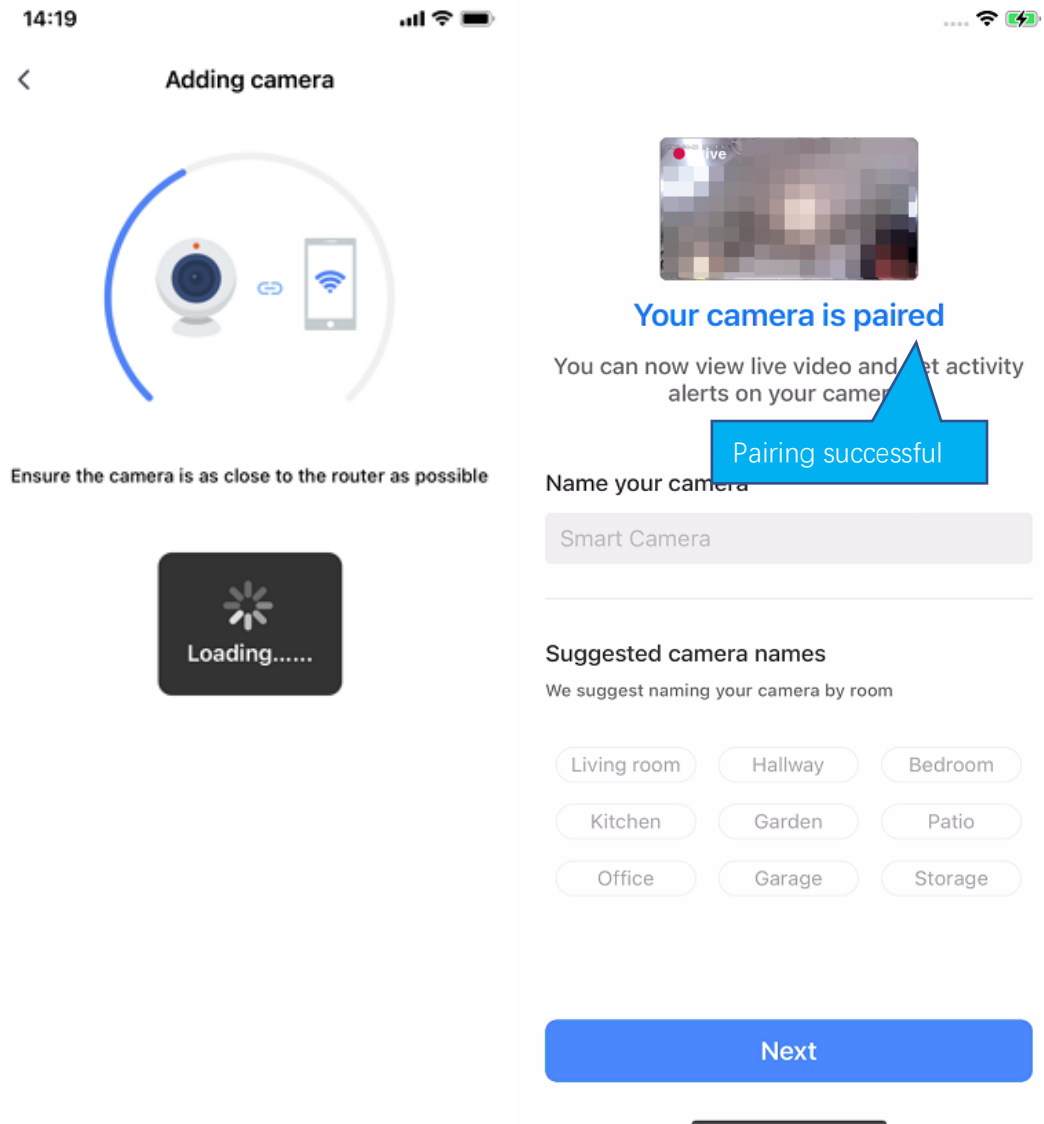 14:19
Adding camera
Ensure the camera is as close to the router as possible
Loading......
Your camera is paired
You can now view live video and activity
alerts on your
Pairing successful
Name your camera
Smart Camera
Suggested camera names
We suggest naming your camera by room
Living room
Hallway
Bedroom
Kitchen
Garden
Patio
Office
Garage
Storage
Next